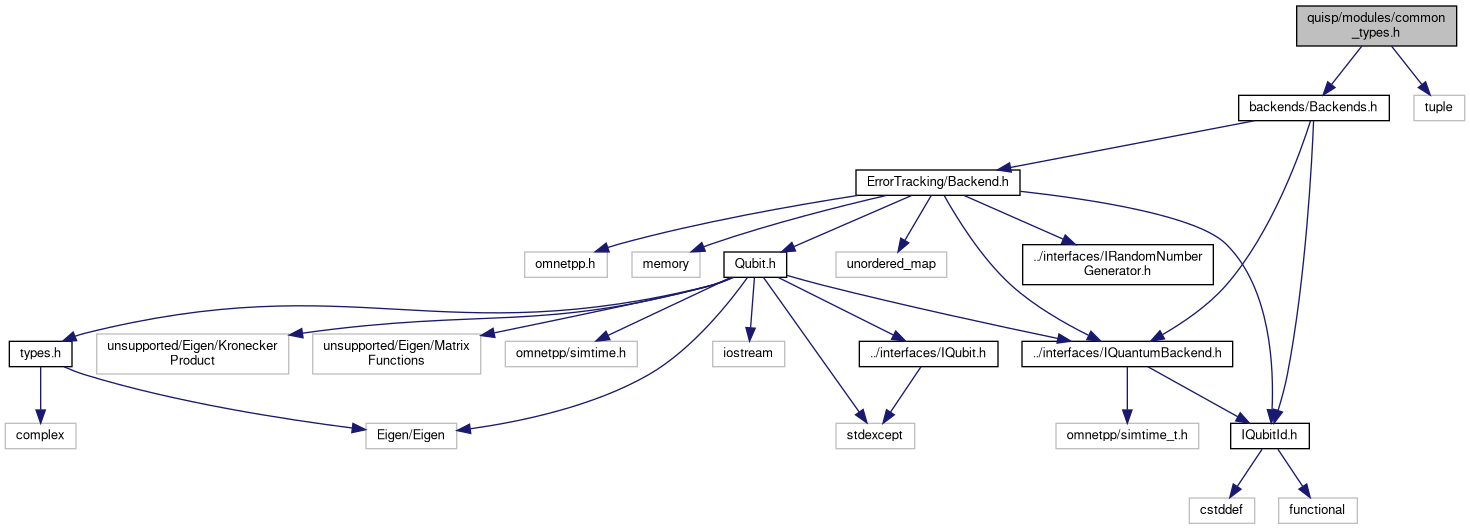 quisp/modules/common
_types.h
backends/Backends.h
tuple
ErrorTracking/Backend.h
omnetpp.h
memory
Qubit.h
unordered_map
../interfaces/IRandomNumber
Generator.h
types.h
unsupported/Eigen/Kronecker
Product
unsupported/Eigen/Matrix
Functions
omnetpp/simtime.h
iostream
../interfaces/IQubit.h
../interfaces/IQuantumBackend.h
complex
Eigen/Eigen
stdexcept
omnetpp/simtime_t.h
IQubitId.h
cstddef
functional